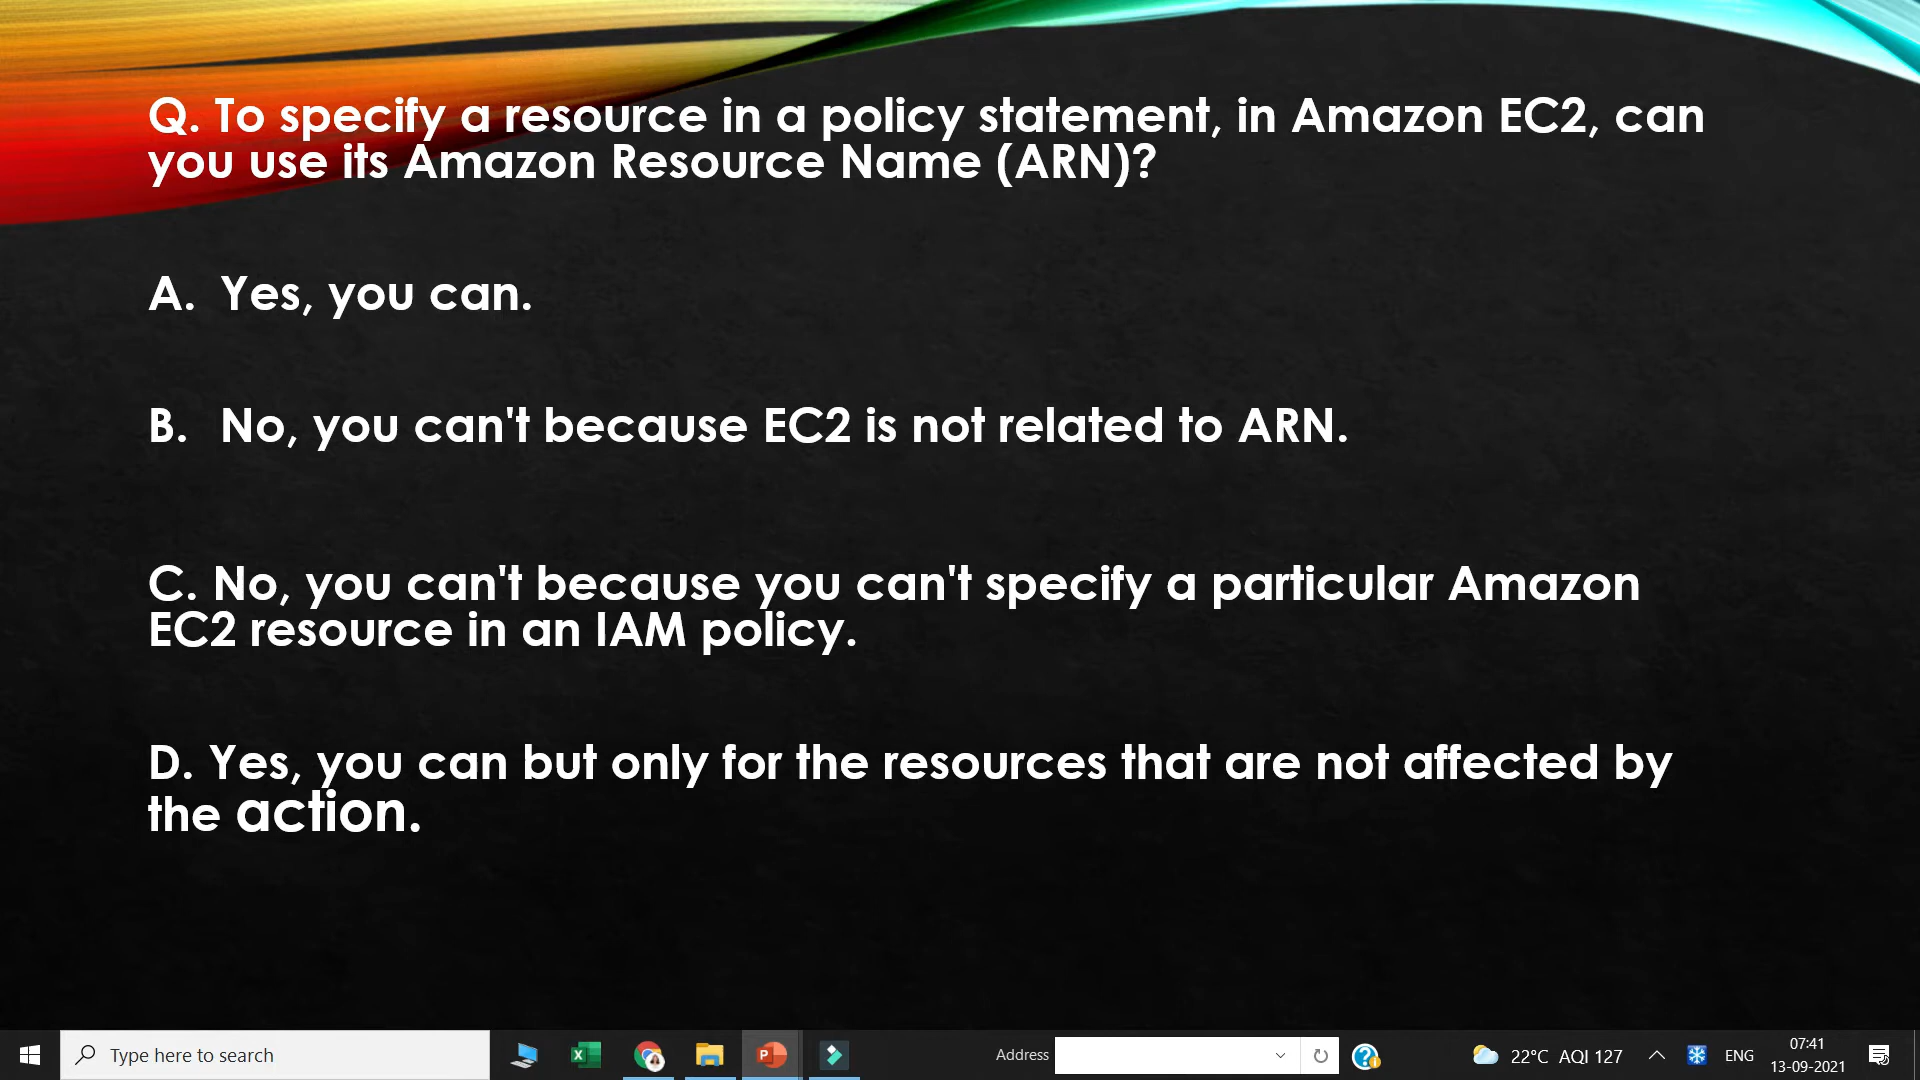 Q. To specify a resource in a policy statement, in Amazon EC2, can
you use its Amazon Resource Name (ARN)?
A. Yes, you can.
B. No, you can't because EC2 is not related to ARN.
C. No, you can't because you can't specify a particular Amazon
EC2 resource in an IAM policy.
D. Yes, you can but only for the resources that are not affected by
the action.
Type here to search
Address
22°C AQI 127
ENG
07:41
13-09-2021